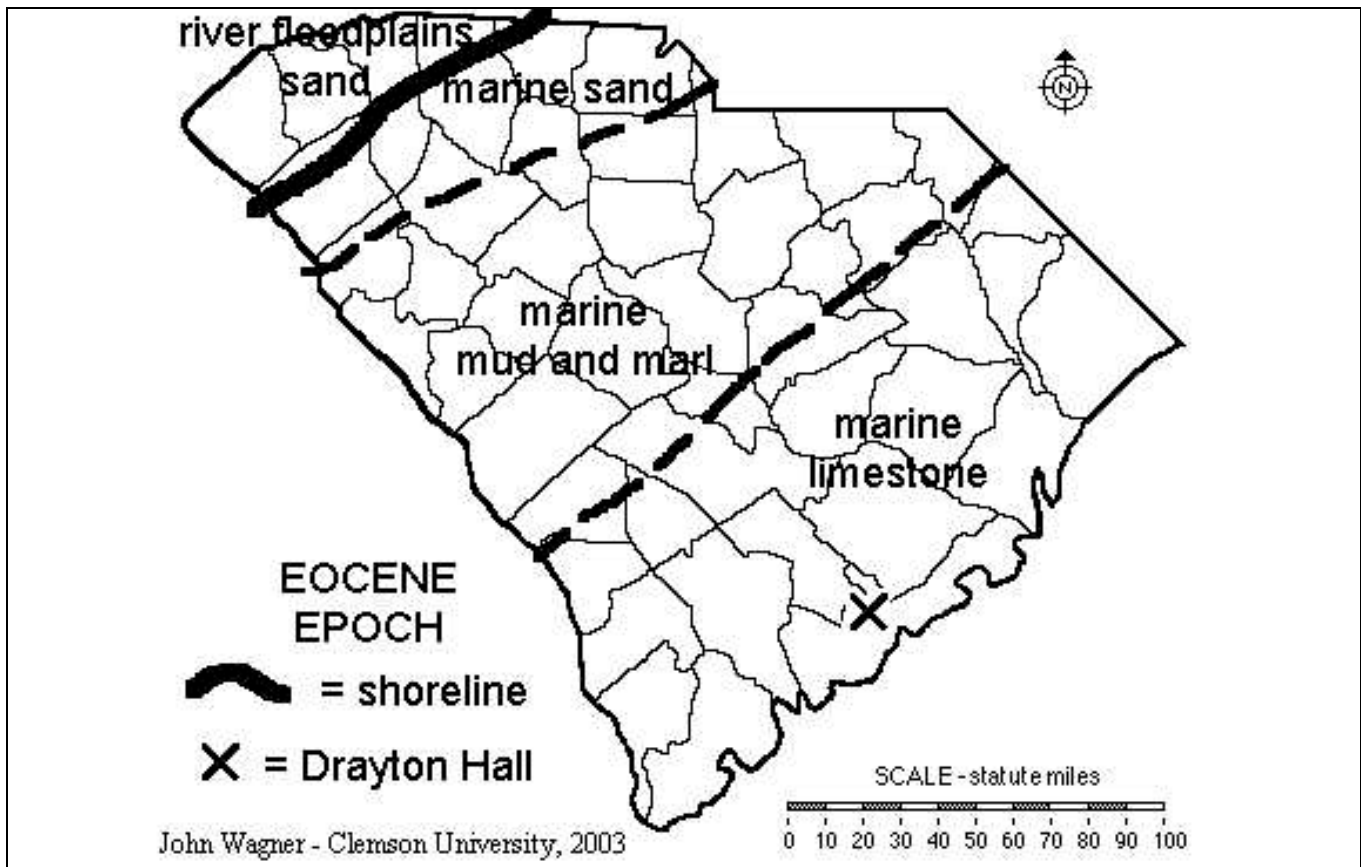 river floodplains
sand
marine sand
N
marine
mud and marl
marine
limestone
EOCENE
EPOCH
= shoreline
= Drayton Hall
SCALE - statute miles
0 10 20 30 40 50 60 70 80 90 100
John Wagner - Clemson University, 2003